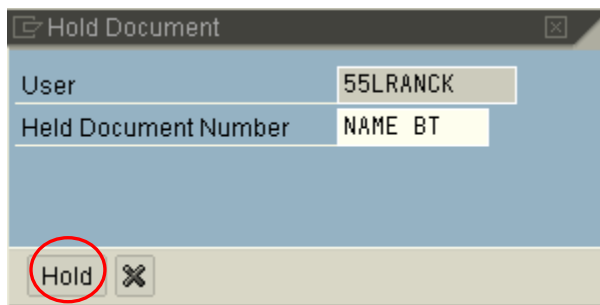 Hold Document
User 55LRANCK
Held Document Number NAME BT
Hold